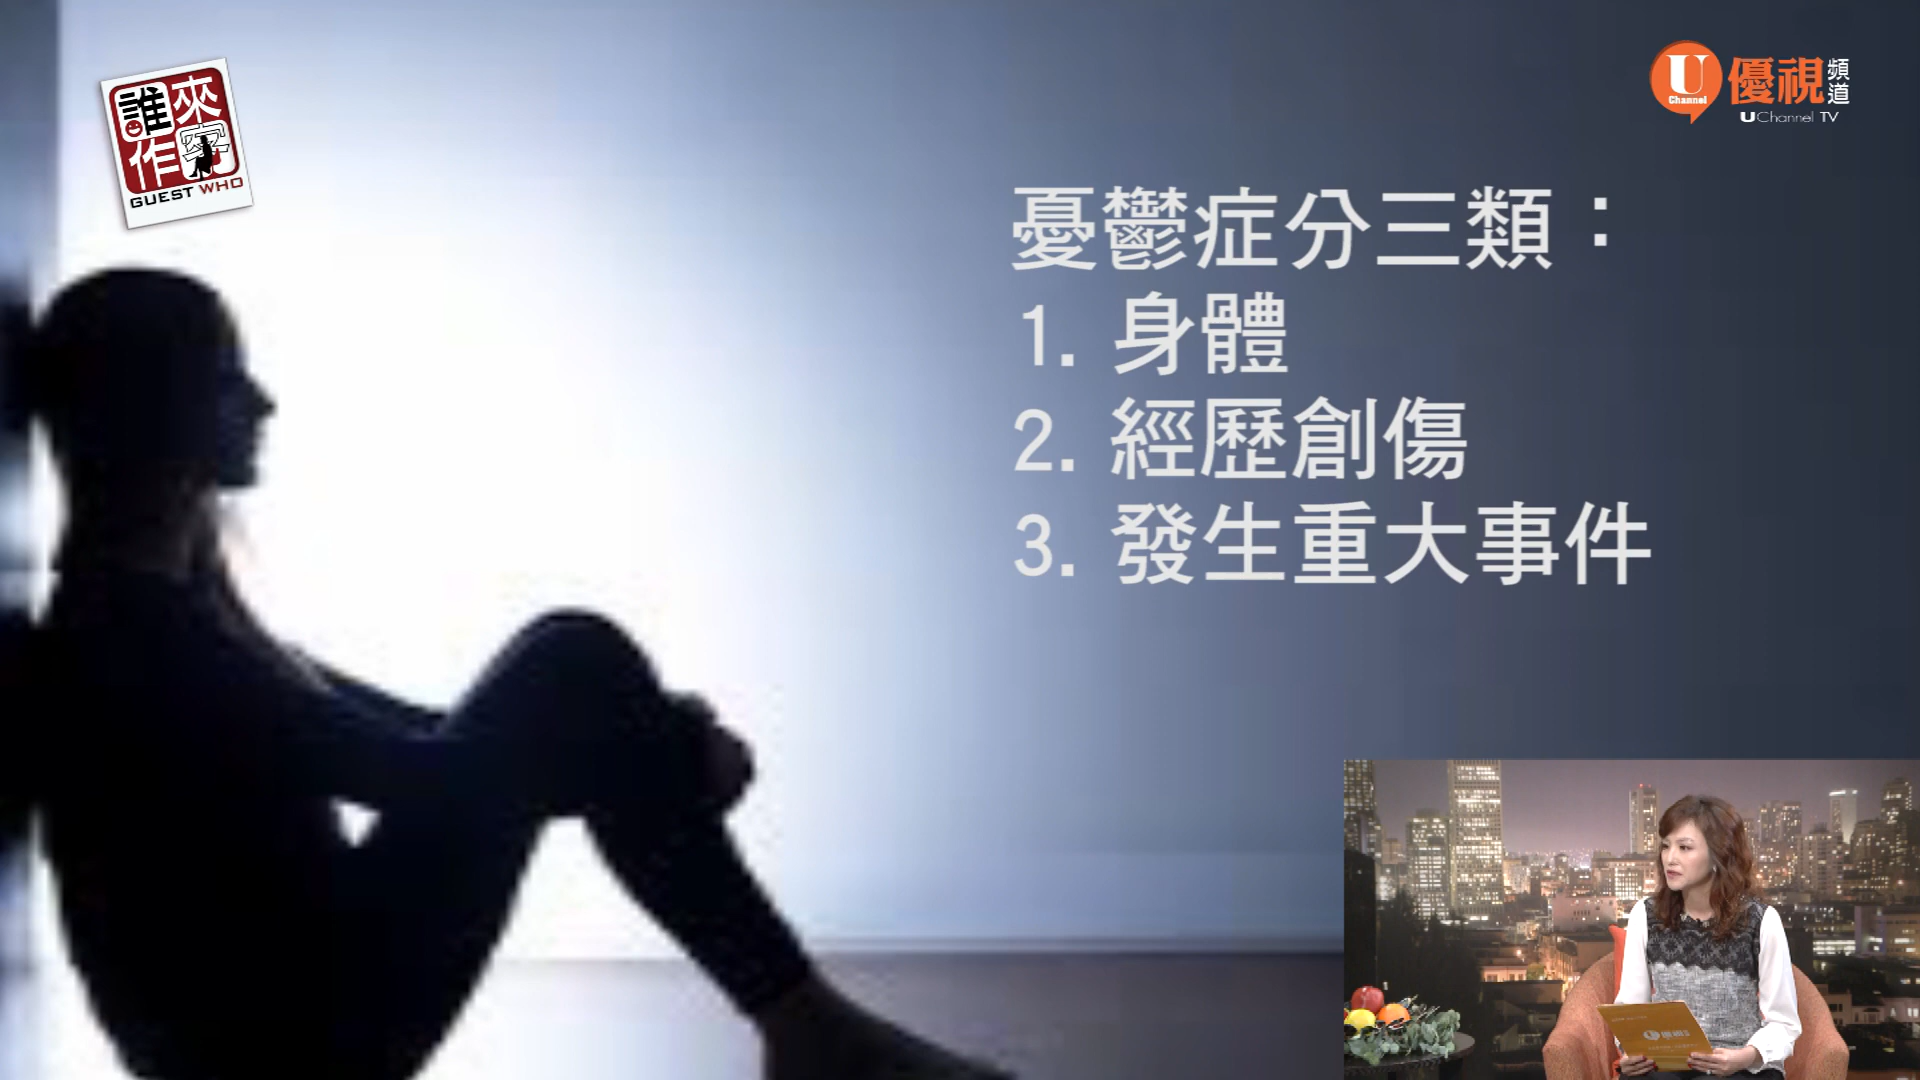 誰來作客
GUEST WHO
U Channel
優視頻道
UChannel TV
憂鬱症分三類：
1. 身體
2. 經歷創傷
3. 發生重大事件